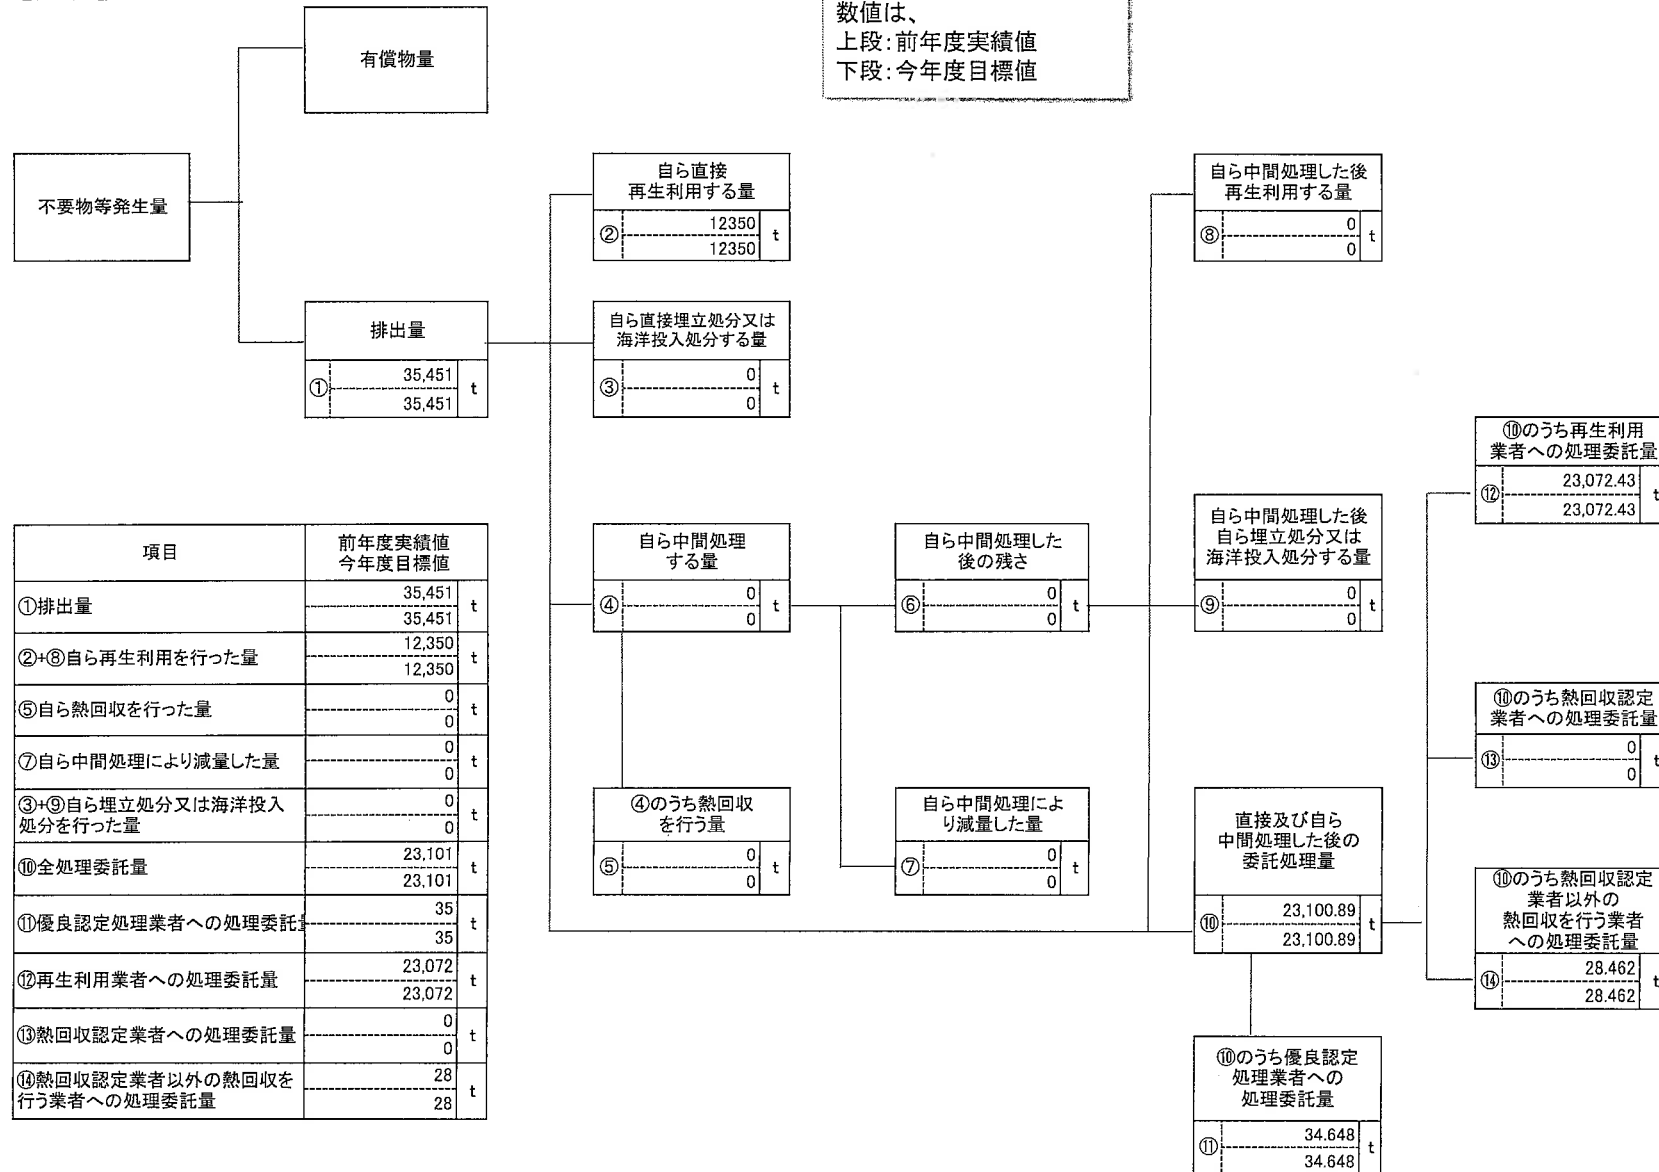 数値は、
上段:前年度実績値
下段:今年度目標値
有償物量
不要物等発生量
排出量
① 35,451 t
35,451
自ら直接
再生利用する量
② 12350 t
12350
自ら直接埋立処分又は
海洋投入処分する量
③ 0 t
0
自ら中間処理
する量
④ 0 t
0
④のうち熱回収
を行う量
⑤ 0 t
0
自ら中間処理した
後の残さ
⑥ 0 t
0
自ら中間処理によ
り減量した量
⑦ 0 t
0
自ら中間処理した後
再生利用する量
⑧ 0 t
0
自ら中間処理した後
自ら埋立処分又は
海洋投入処分する量
⑨ 0 t
0
直接及び自ら
中間処理した後の
委託処理量
⑩ 23,100.89 t
23,100.89
⑩のうち優良認定
処理業者への
処理委託量
⑪ 34.648 t
34.648
⑩のうち再生利用
業者への処理委託量
⑫ 23,072.43 t
23,072.43
⑩のうち熱回収認定
業者への処理委託量
⑬ 0 t
0
⑩のうち熱回収認定
業者以外の
熱回収を行う業者
への処理委託量
⑭ 28.462 t
28.462
項目 前年度実績値
今年度目標値
①排出量 35,451 t
35,451
②+⑧自ら再生利用を行った量 12,350 t
12,350
⑤自ら熱回収を行った量 0 t
0
⑦自ら中間処理により減量した量 0 t
0
③+⑨自ら埋立処分又は海洋投入
処分を行った量 0 t
0
⑩全処理委託量 23,101 t
23,101
⑪優良認定処理業者への処理委託 35 t
35
⑫再生利用業者への処理委託量 23,072 t
23,072
⑬熱回収認定業者への処理委託量 0 t
0
⑭熱回収認定業者以外の熱回収を
行う業者への処理委託量 28 t
28